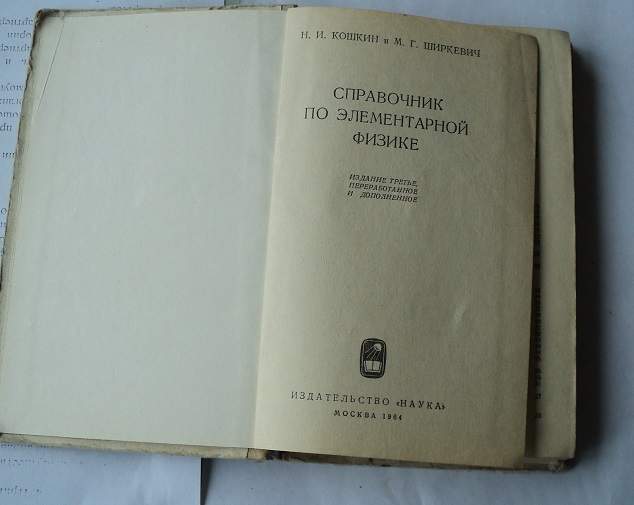 Н. И. КОШКИН и М. Г. ШИРКЕВИЧ
СПРАВОЧНИК
ПО ЭЛЕМЕНТАРНОЙ
ФИЗИКЕ
ИЗДАНИЕ ТРЕТЬЕ,
ПЕРЕРАБОТАННОЕ
И ДОПОЛНЕННОЕ
ИЗДАТЕЛЬСТВО «НАУКА»
МОСКВА 1964